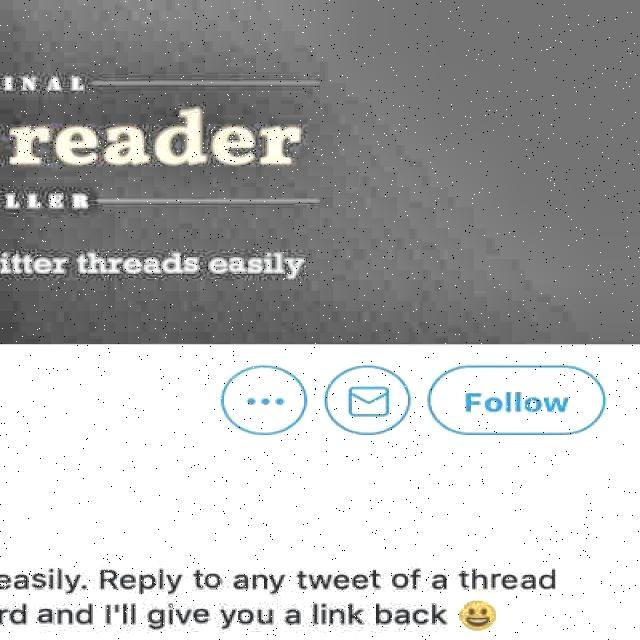 INAL
reader
LLER
itter threads easily
Follow
easily. Reply to any tweet of a thread
rd and I'll give you a link back 😀